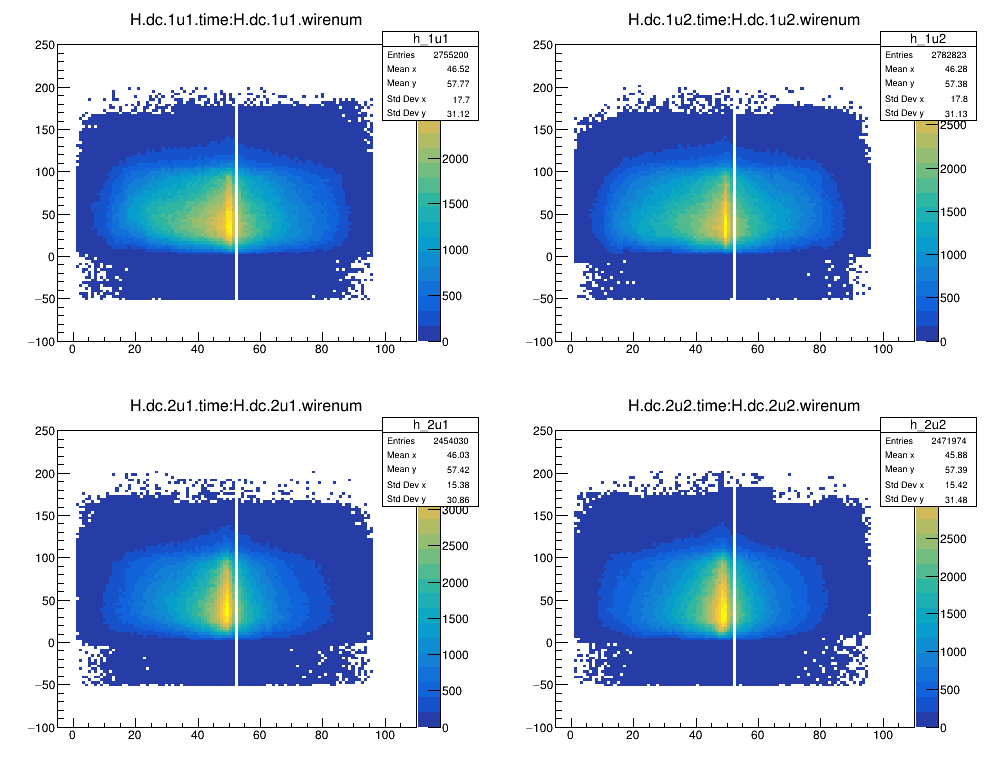 H.dc.1u1.time:H.dc.1u1.wirenum
h_1u1
Entries 2755200
Mean x 46.52
Mean y 57.77
Std Dev x 17.7
Std Dev y 31.12
250
200
150
100
50
0
−50
−100
0 20 40 60 80 100
2000
1500
1000
500
0
H.dc.1u2.time:H.dc.1u2.wirenum
h_1u2
Entries 2782823
Mean x 46.28
Mean y 57.38
Std Dev x 17.8
Std Dev y 31.13
250
200
150
100
50
0
−50
−100
0 20 40 60 80 100
2500
2000
1500
1000
500
0
H.dc.2u1.time:H.dc.2u1.wirenum
h_2u1
Entries 2454030
Mean x 46.03
Mean y 57.42
Std Dev x 15.38
Std Dev y 30.86
250
200
150
100
50
0
−50
−100
0 20 40 60 80 100
3000
2500
2000
1500
1000
500
0
H.dc.2u2.time:H.dc.2u2.wirenum
h_2u2
Entries 2471974
Mean x 45.88
Mean y 57.39
Std Dev x 15.42
Std Dev y 31.48
250
200
150
100
50
0
−50
−100
0 20 40 60 80 100
2500
2000
1500
1000
500
0